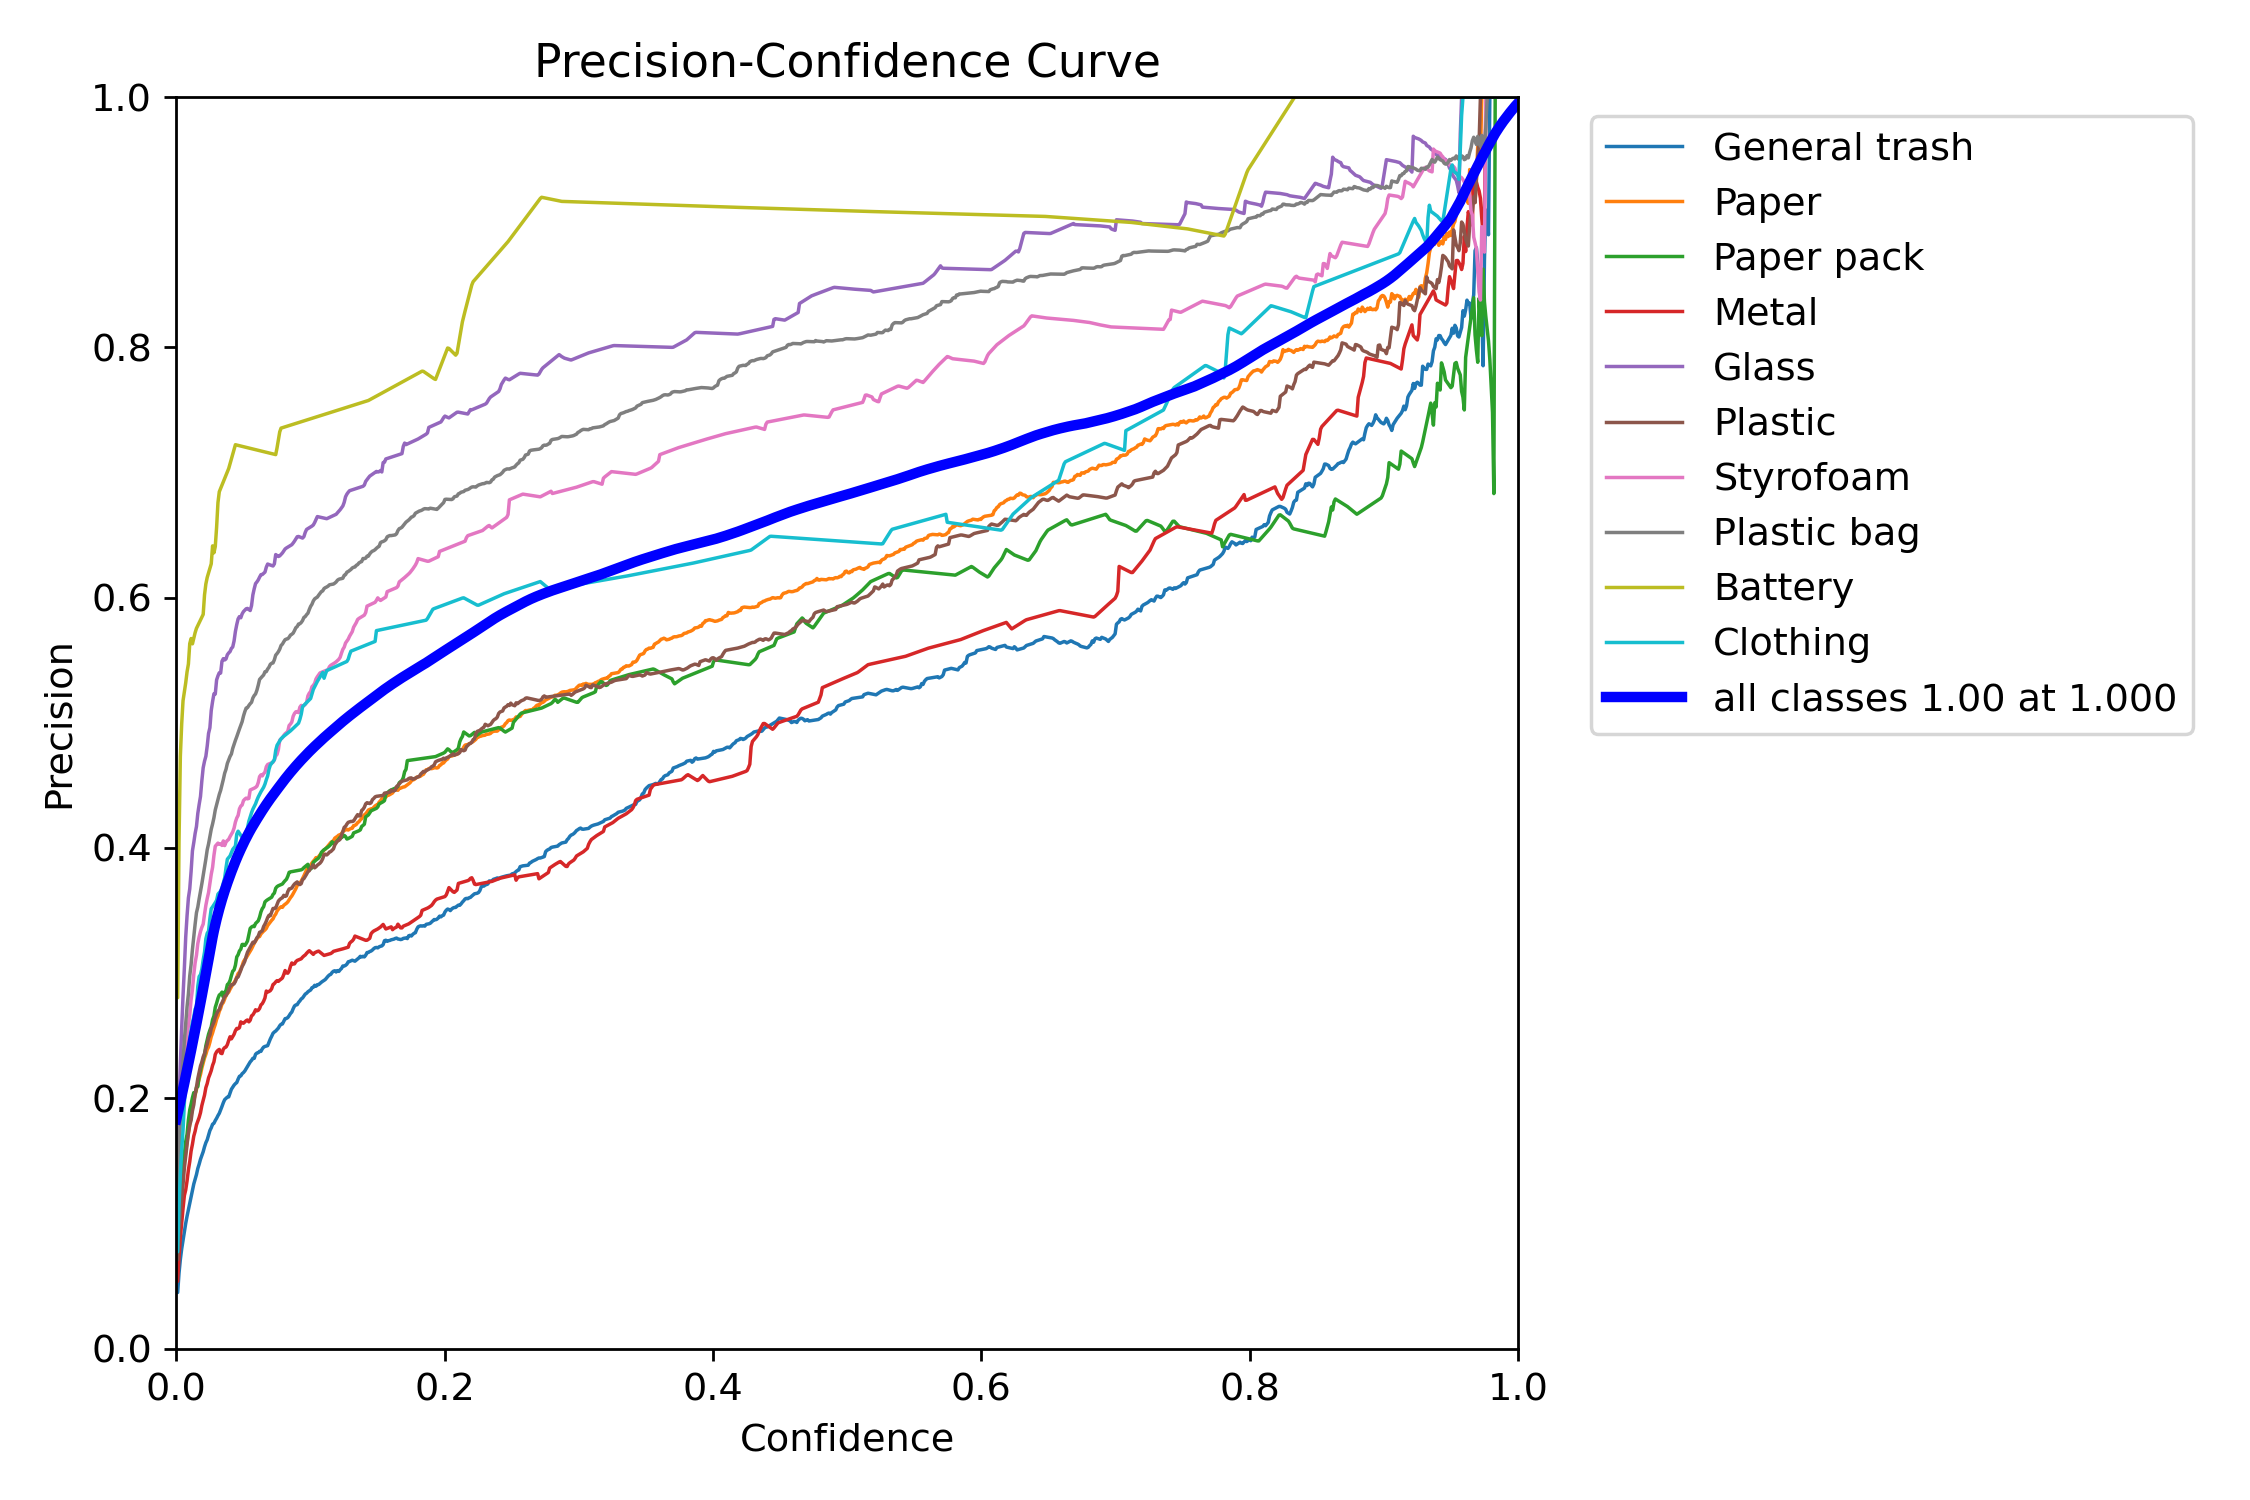 Precision-Confidence Curve
1.0
0.8
0.6
0.4
0.2
0.0
Precision
0.0 0.2 0.4 0.6 0.8 1.0
Confidence
General trash
Paper
Paper pack
Metal
Glass
Plastic
Styrofoam
Plastic bag
Battery
Clothing
all classes 1.00 at 1.000